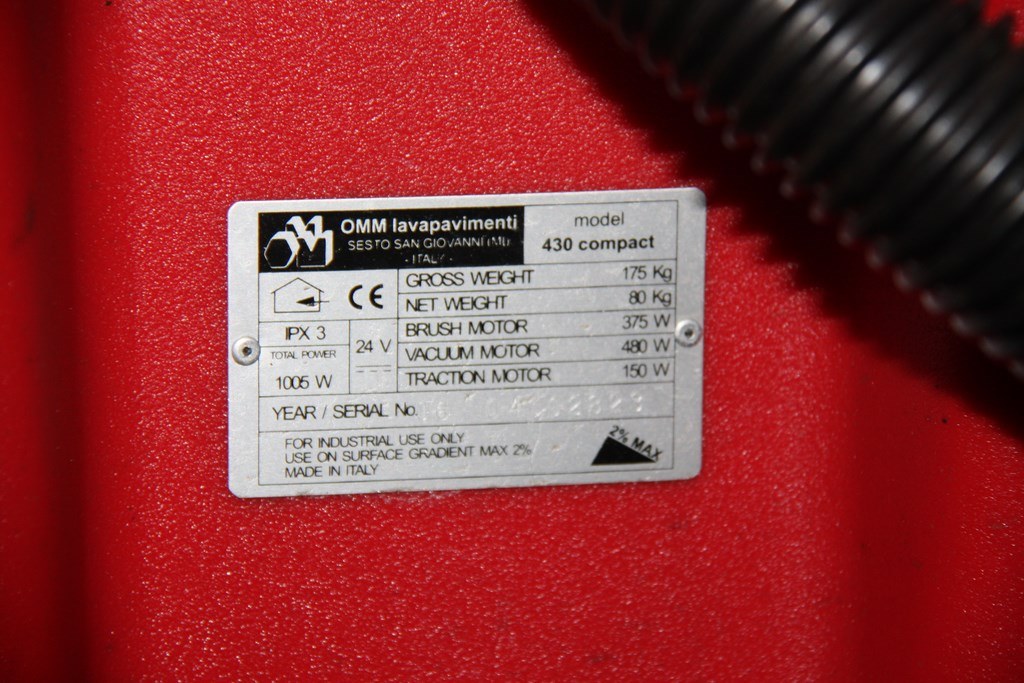 OMM lavapavimenti
SESTO SAN GIOVANNI (MI)
- ITALY -
model
430 compact
GROSS WEIGHT 175 Kg
NET WEIGHT 80 Kg
CE
IPX 3
TOTAL POWER
1005 W
24 V
BRUSH MOTOR 375 W
VACUUM MOTOR 480 W
TRACTION MOTOR 150 W
YEAR / SERIAL No.
FOR INDUSTRIAL USE ONLY
USE ON SURFACE GRADIENT MAX 2%
MADE IN ITALY
2% MAX